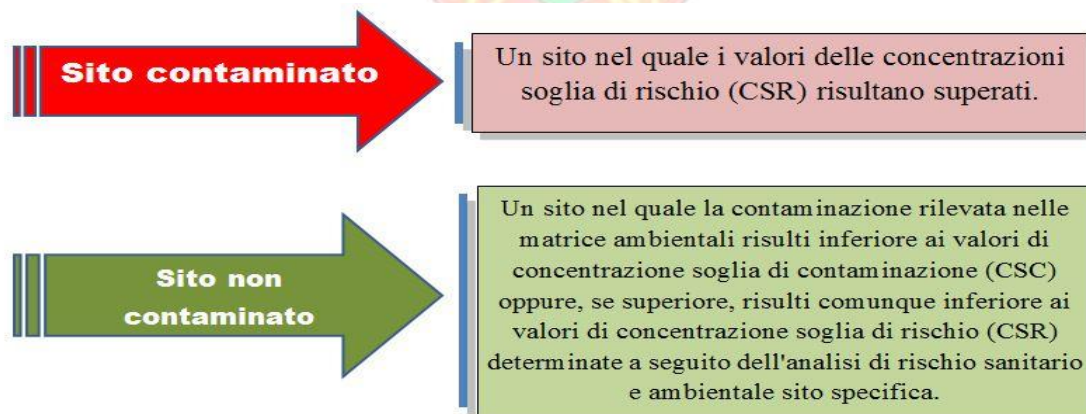 Sito contaminato
Un sito nel quale i valori delle concentrazioni
soglia di rischio (CSR) risultano superati.
Sito non
contaminato
Un sito nel quale la contaminazione rilevata nelle
matrice ambientali risulti inferiore ai valori di
concentrazione soglia di contaminazione (CSC)
oppure, se superiore, risulti comunque inferiore ai
valori di concentrazione soglia di rischio (CSR)
determinate a seguito dell'analisi di rischio sanitario
e ambientale sito specifica.